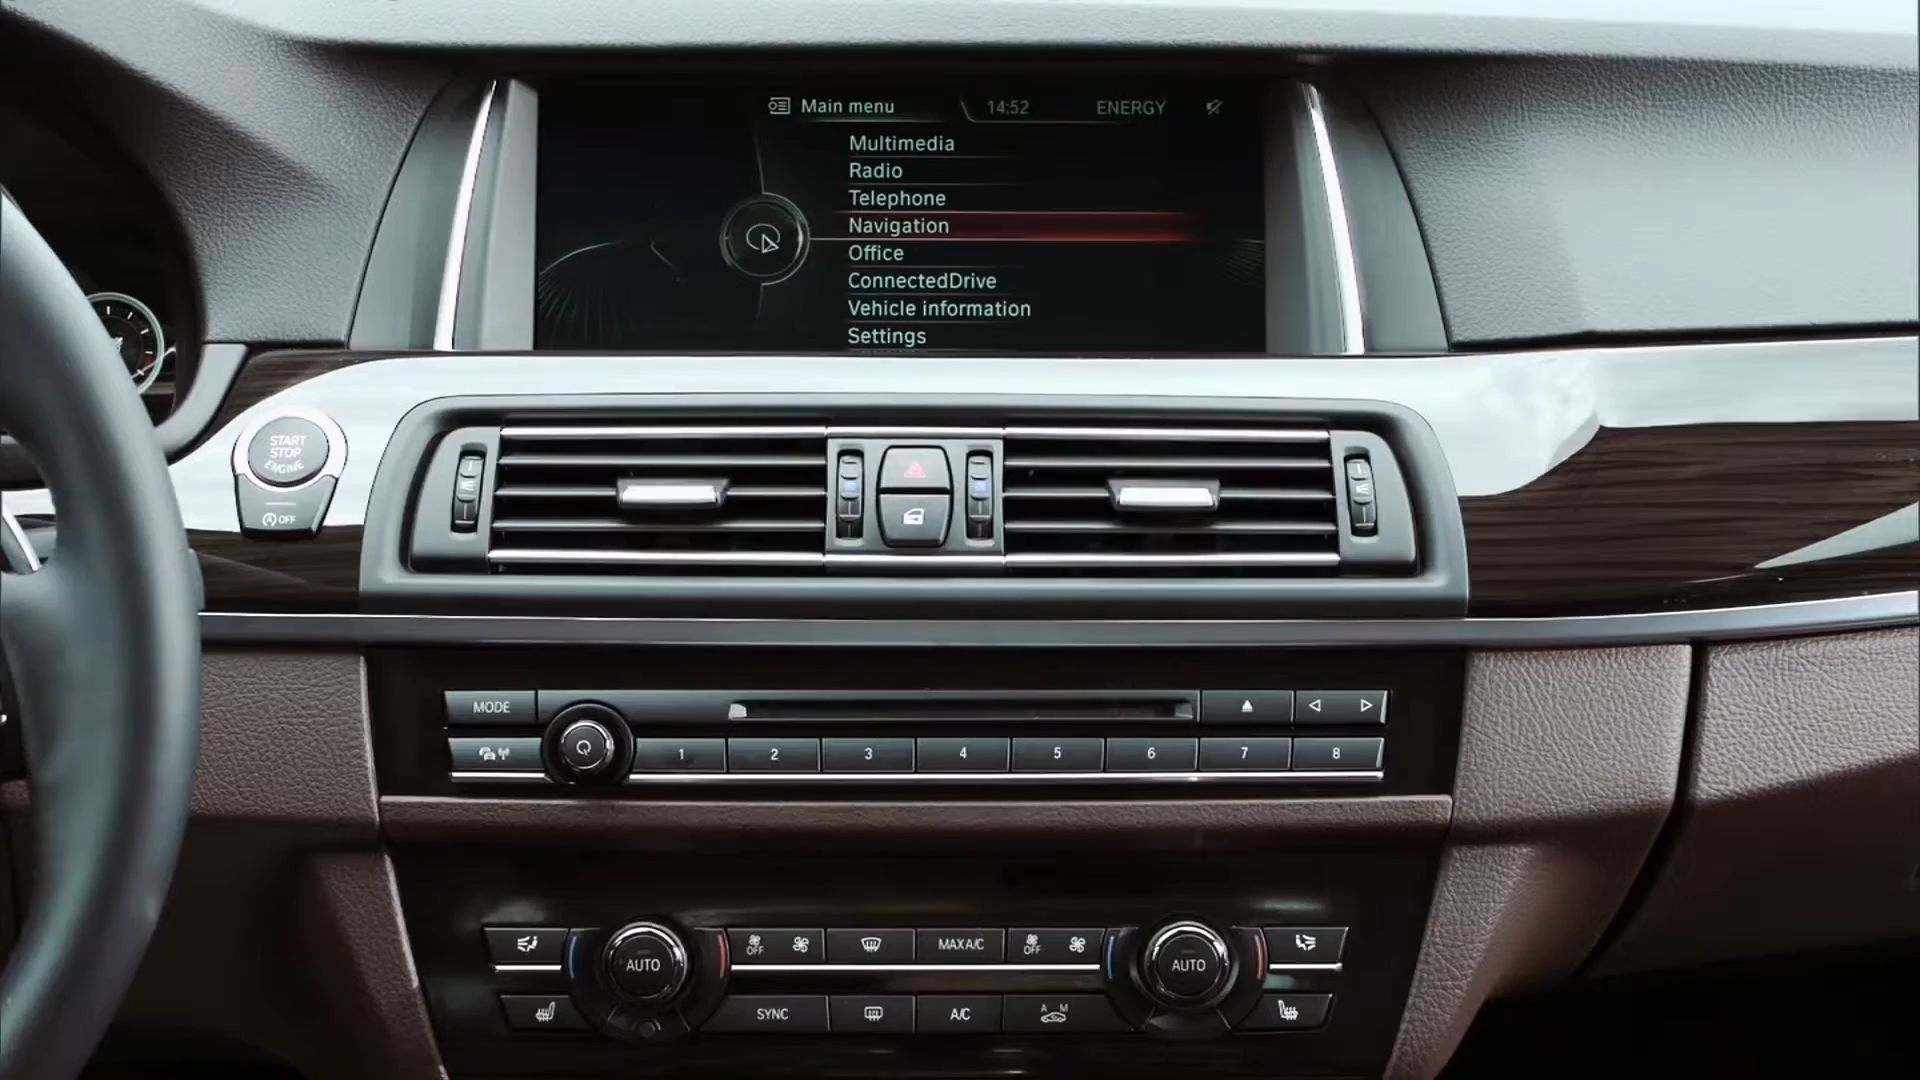 Main menu 14:52 ENERGY
Multimedia
Radio
Telephone
Navigation
Office
ConnectedDrive
Vehicle information
Settings
START
STOP
ENGINE
A OFF
MODE
1 2 3 4 5 6 7 8
AUTO OFF MAX A/C OFF AUTO
SYNC A/C A M